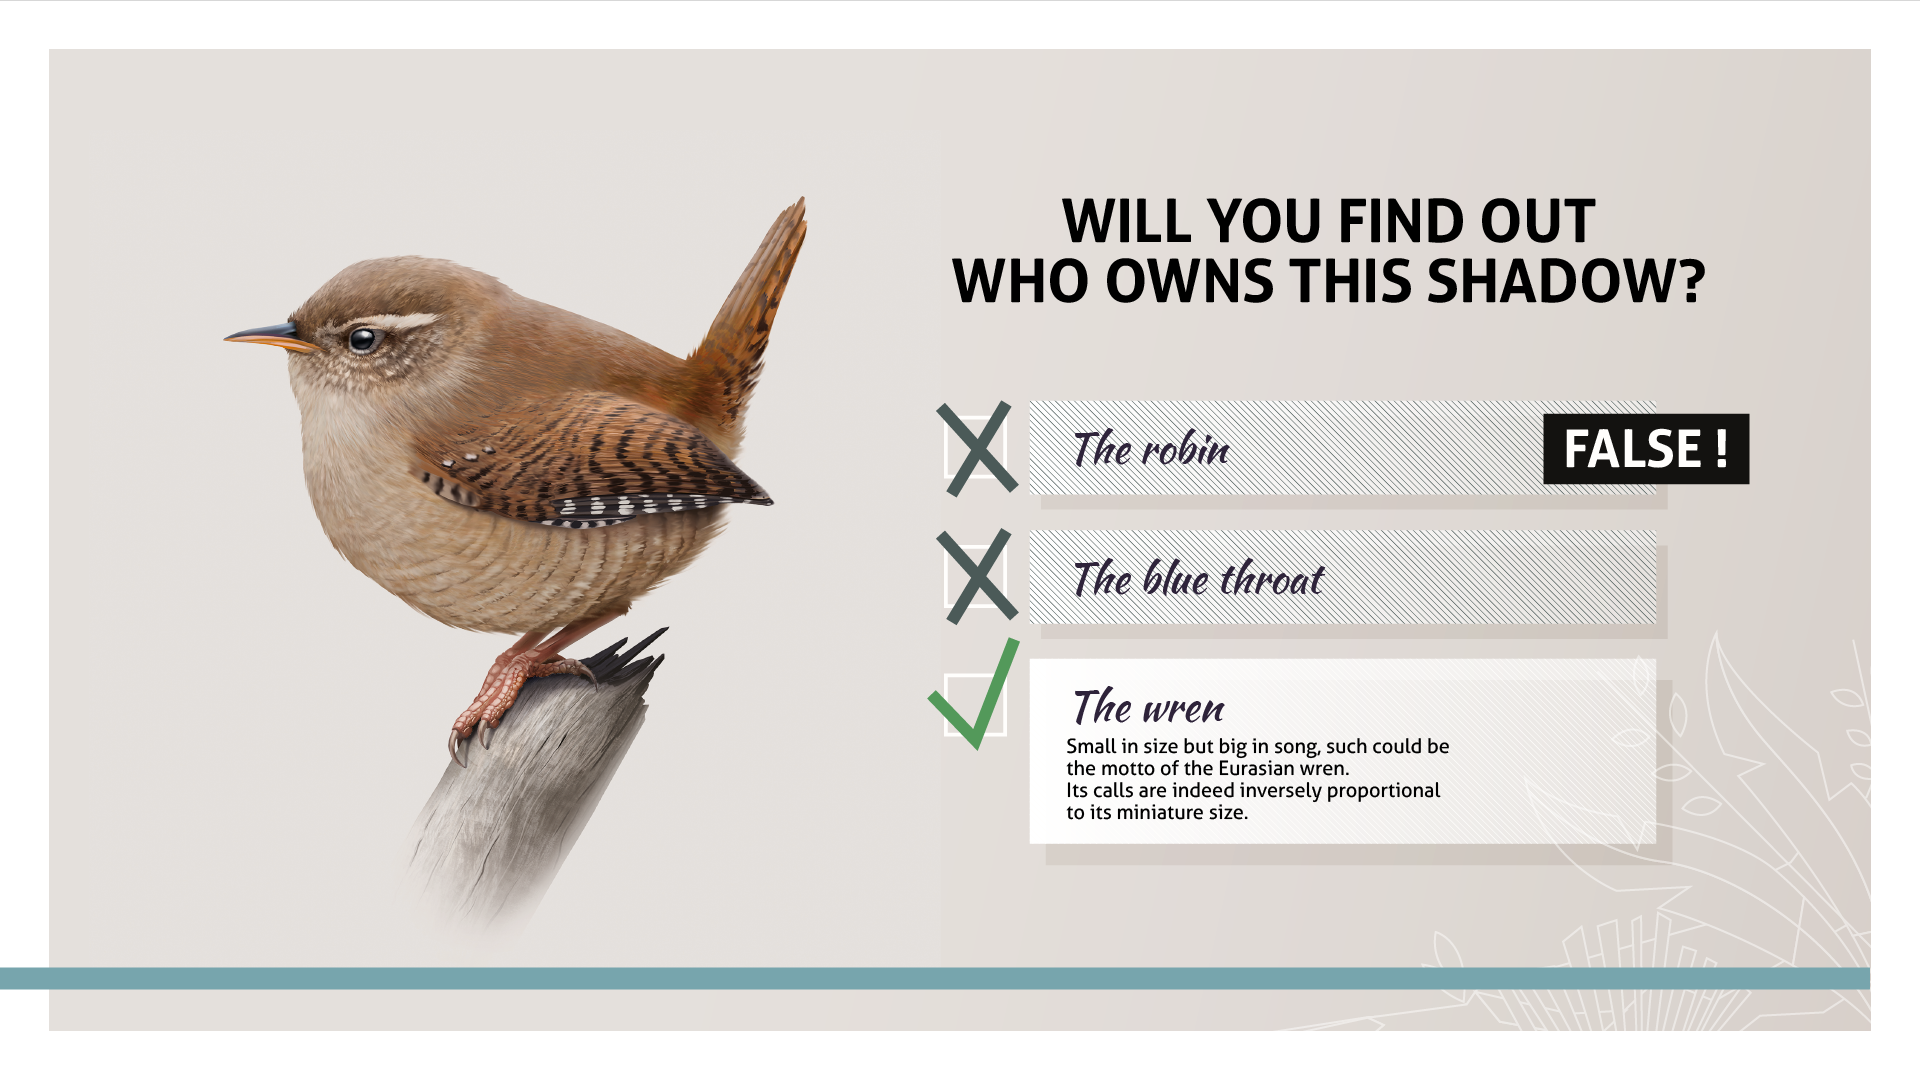 WILL YOU FIND OUT
WHO OWNS THIS SHADOW?
The robin
FALSE !
The blue throat
The wren
Small in size but big in song, such could be
the motto of the Eurasian wren.
Its calls are indeed inversely proportional
to its miniature size.